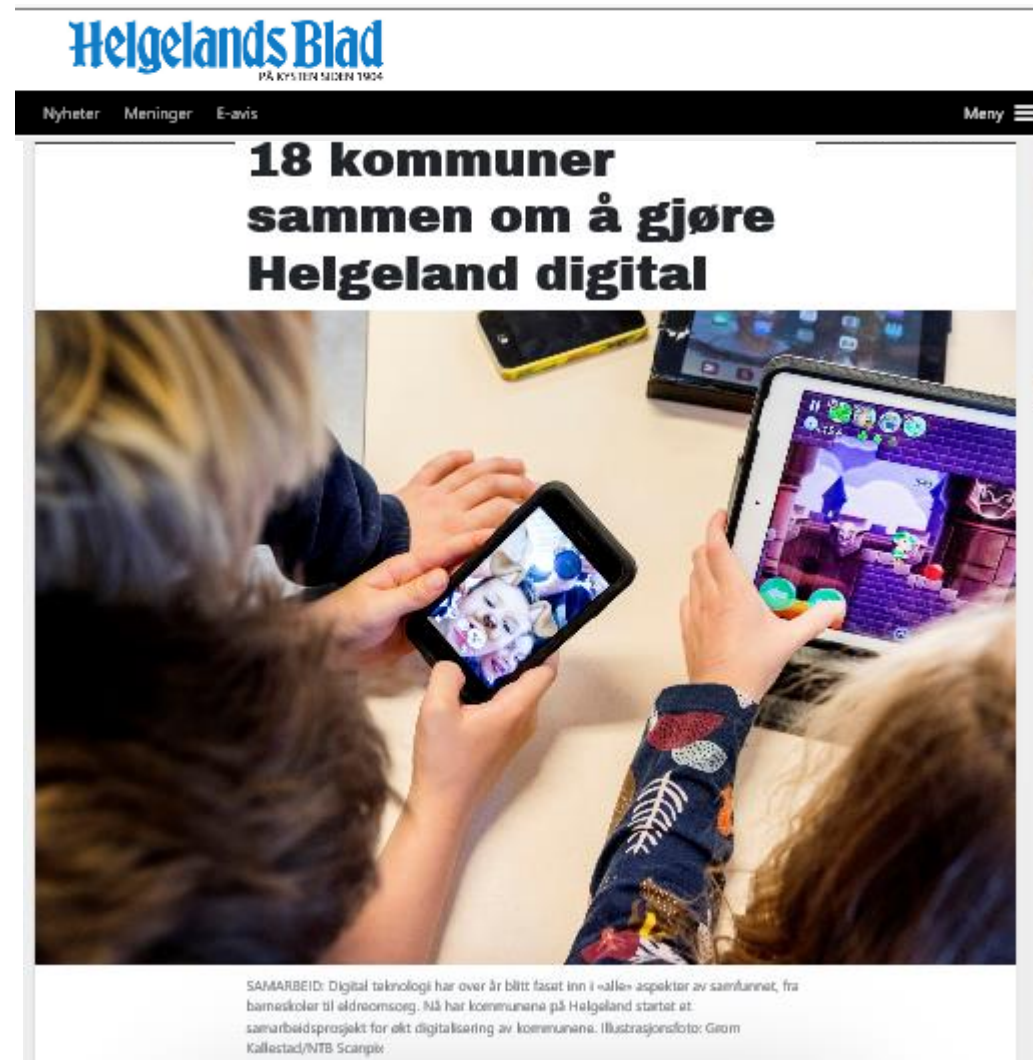 Helgelands Blad
PÅ KYSTEN SIDEN 1904
Nyheter Meninger E-avis Meny
18 kommuner
sammen om å gjøre
Helgeland digital
SAMARBEID: Digital teknologi har over år blitt faset inn i «alle» aspekter av samfunnet, fra
barneskoler til eldreomsorg. Nå har kommunene på Helgeland startet et
samarbeidsprosjekt for økt digitalisering av kommunene. Illustrasjonsfoto: Grom
Kallestad/NTB Scanpix